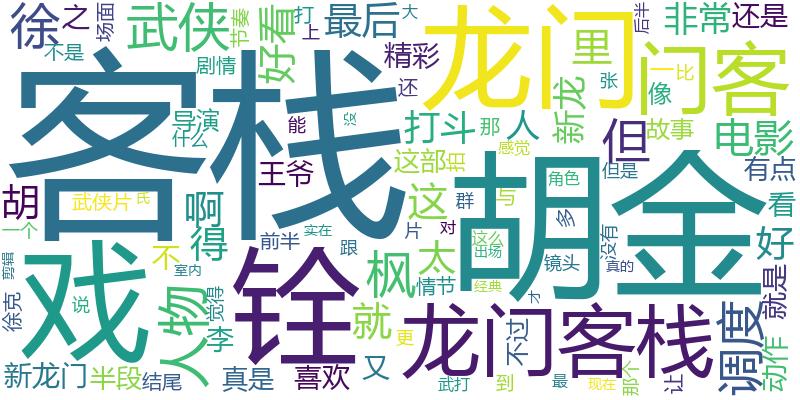 徐
之
场面
武侠
节奏
打
上
最后
大
后半
非常
还是
不是
好看
剧情
精彩
还
龙门
里
门客
一
比
像
张
客栈
导演
什么
能
没
打斗
那
人
新龙
但
故事
电影
王爷
这部
扭
感觉
角色
但是
有点
胡
武侠片
氏
啊
这
群
与
胡金
多
看
一个
得
前半
实在
跟
片
对
这么
出场
没有
好
剪辑
室内
戏
不
铨
枫
太
情节
镜头
真的
就是
徐克
说
人物
觉得
李
就
更
经典
才
龙门客栈
不过
调度
动作
新龙门
半段
结尾
真是
喜欢
又
武打
到
最
现在
那个
让